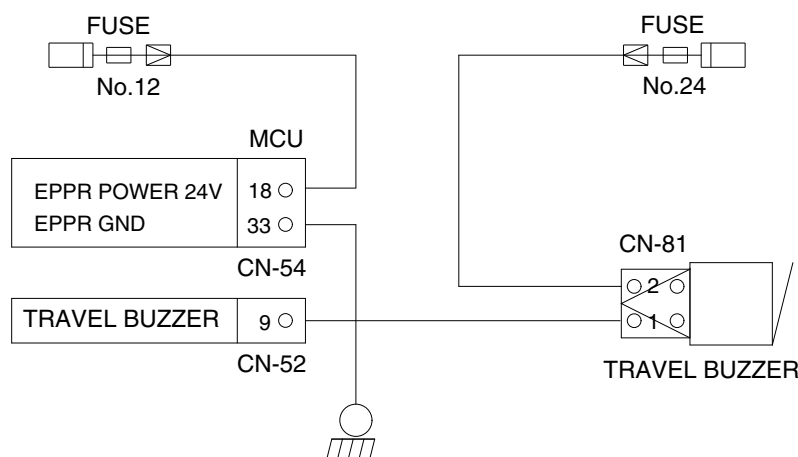 FUSE
No.12
FUSE
No.24
MCU
EPPR POWER 24V 18
EPPR GND 33
CN-54
TRAVEL BUZZER 9
CN-52
CN-81
2
1
TRAVEL BUZZER